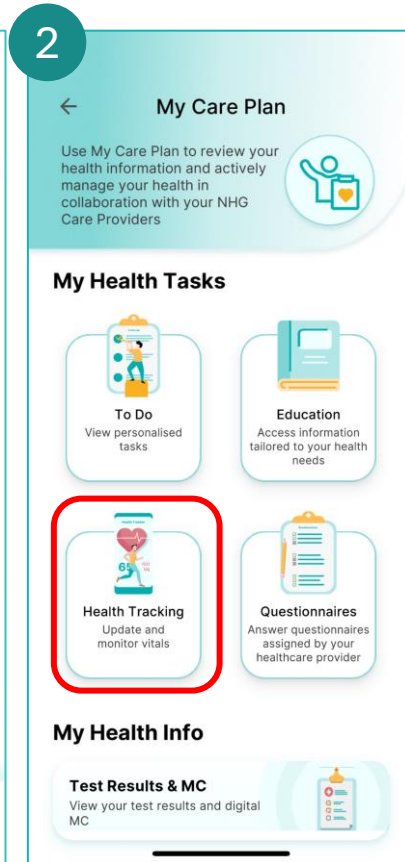 2
My Care Plan
Use My Care Plan to review your
health information and actively
manage your health in
collaboration with your NHG
Care Providers
My Health Tasks
To Do
View personalised
tasks
Education
Access information
tailored to your health
needs
Health Tracking
Update and
monitor vitals
Questionnaires
Answer questionnaires
assigned by your
healthcare provider
My Health Info
Test Results & MC
View your test results and digital
MC